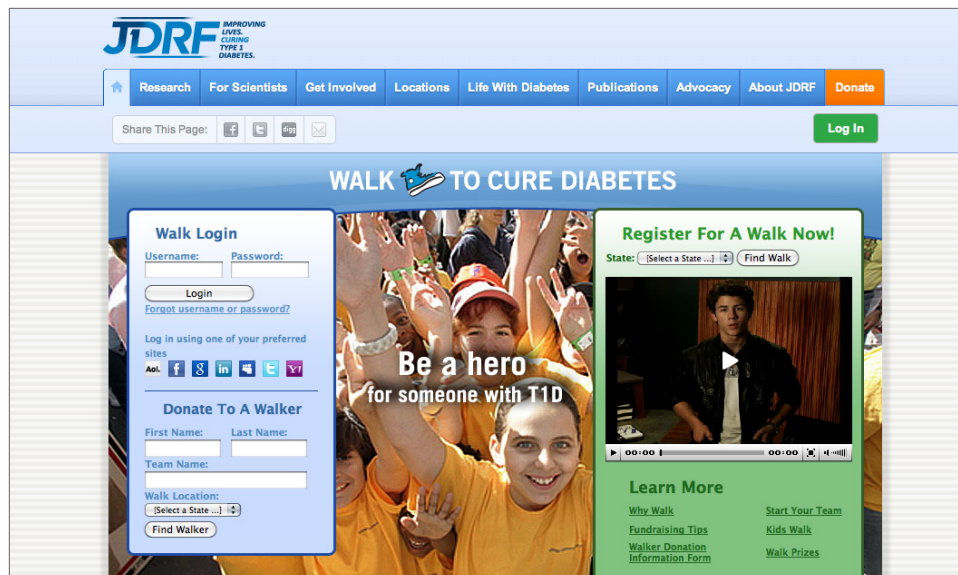 JDRF
IMPROVING
LIVES.
CURING
TYPE 1
DIABETES.
Research For Scientists Get Involved Locations Life With Diabetes Publications Advocacy About JDRF Donate
Share This Page: f t digg
Log In
WALK TO CURE DIABETES
Walk Login
Username: Password:
Login
Forgot username or password?
Log in using one of your preferred
sites
Aol. f 8 in t Y!
Donate To A Walker
First Name: Last Name:
Team Name:
Walk Location:
[Select a State ...]
Find Walker
Be a hero
for someone with T1D
Register For A Walk Now!
State: [Select a State ...] Find Walk
00:00 00:00
Learn More
Why Walk Start Your Team
Fundraising Tips Kids Walk
Walker Donation
Information Form Walk Prizes